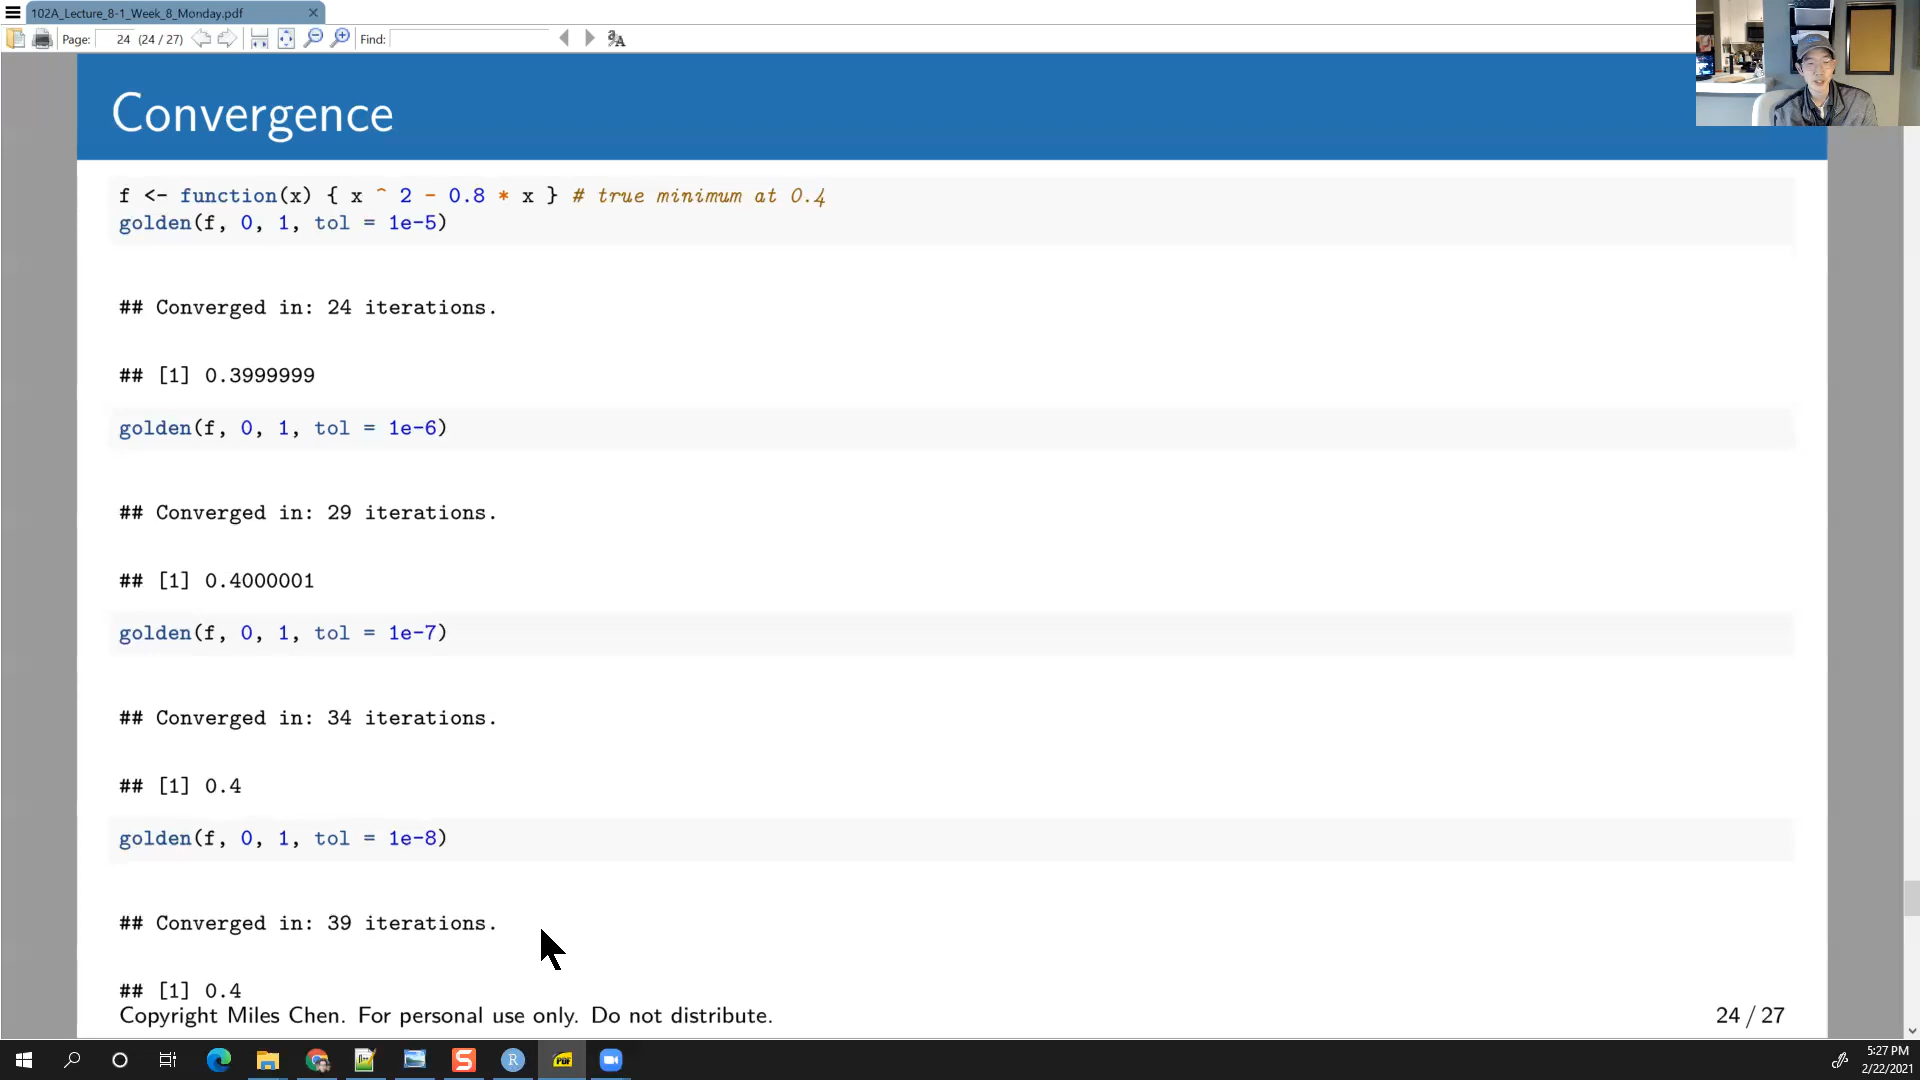 102A_Lecture_8-1_Week_8_Monday.pdf
Page: 24 (24 / 27) Find:
Convergence
f <- function(x) { x ^ 2 - 0.8 * x } # true minimum at 0.4
golden(f, 0, 1, tol = 1e-5)
## Converged in: 24 iterations.
## [1] 0.3999999
golden(f, 0, 1, tol = 1e-6)
## Converged in: 29 iterations.
## [1] 0.4000001
golden(f, 0, 1, tol = 1e-7)
## Converged in: 34 iterations.
## [1] 0.4
golden(f, 0, 1, tol = 1e-8)
## Converged in: 39 iterations.
## [1] 0.4
Copyright Miles Chen. For personal use only. Do not distribute.
24 / 27
5:27 PM
2/22/2021